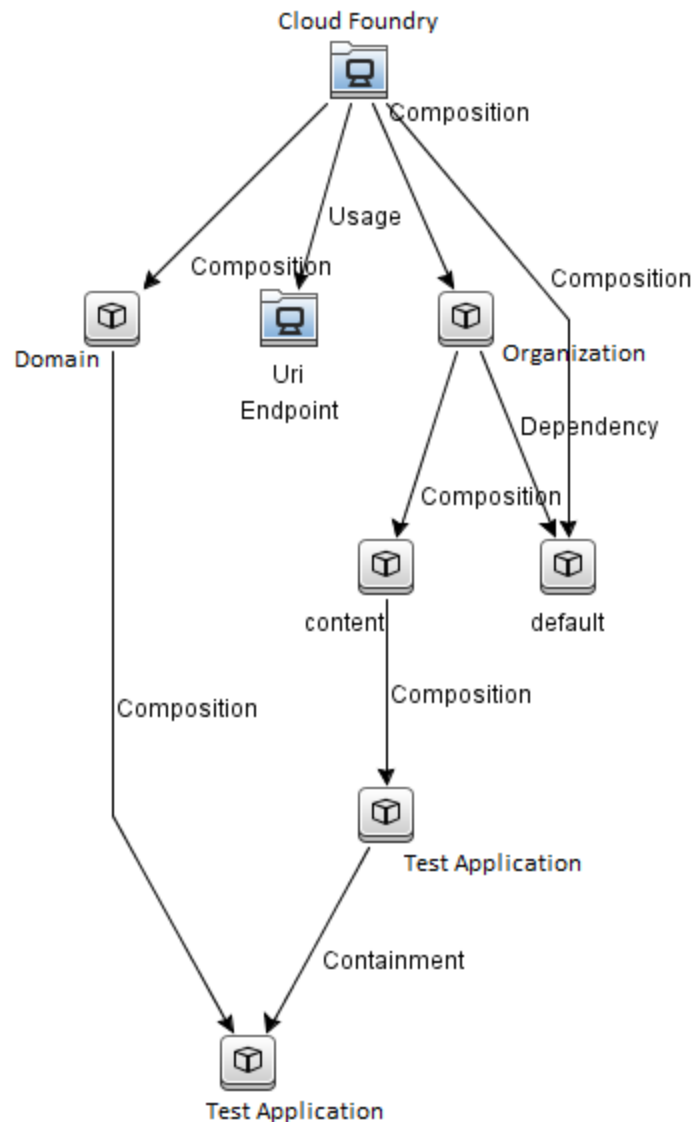 Cloud Foundry
Composition
Usage
Composition
Composition
Domain
Uri
Endpoint
Organization
Dependency
Composition
content
default
Composition
Composition
Test Application
Containment
Test Application